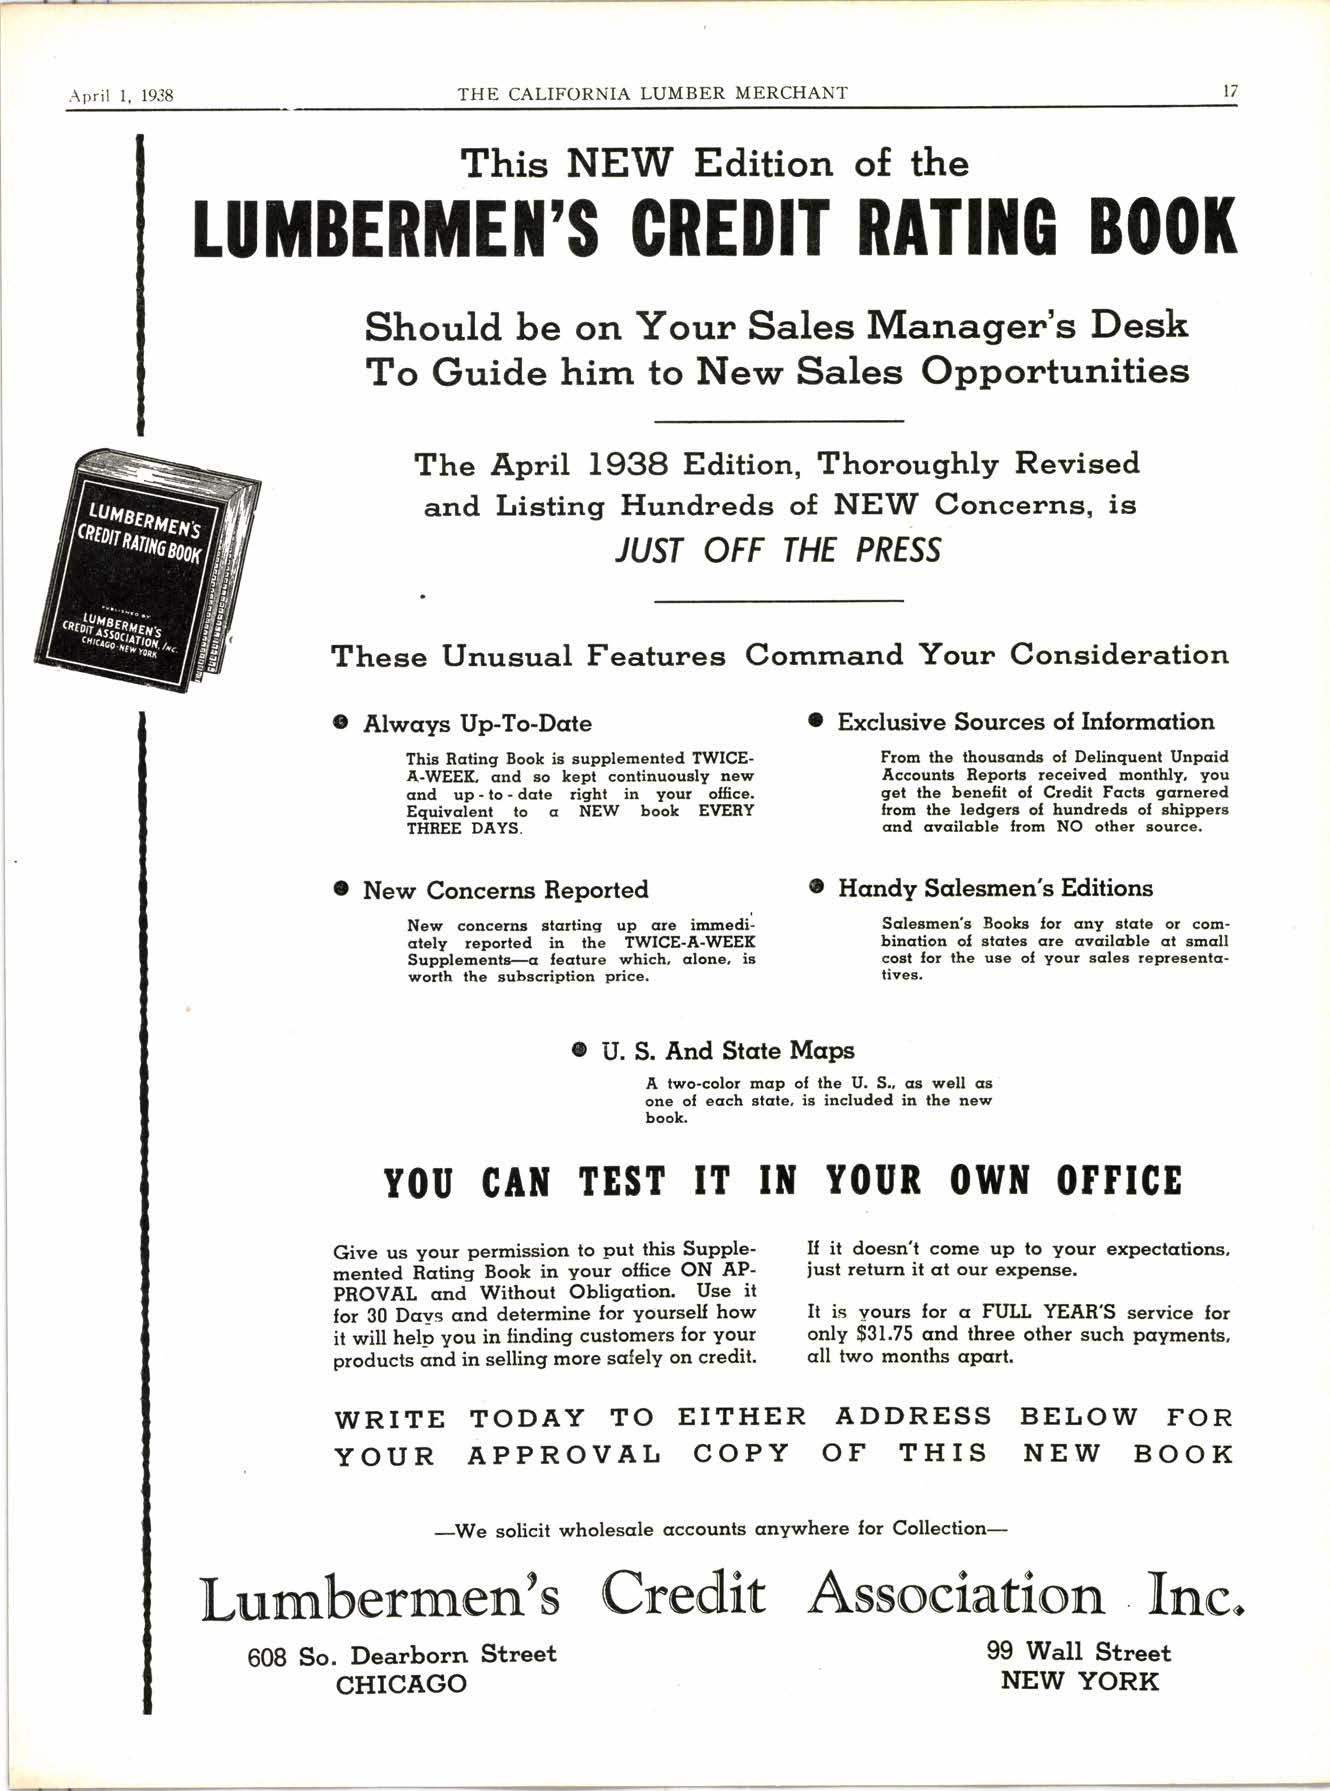 April 1, 1938
THE CALIFORNIA LUMBER MERCHANT
17
This NEW Edition of the
LUMBERMEN'S CREDIT RATING BOOK
Should be on Your Sales Manager's Desk
To Guide him to New Sales Opportunities
The April 1938 Edition, Thoroughly Revised
and Listing Hundreds of NEW Concerns, is
JUST OFF THE PRESS
LUMBERMEN'S
CREDIT RATING BOOK
PUBLISHED BY
LUMBERMEN'S
CREDIT ASSOCIATION, INC.
CHICAGO-NEW YORK
These Unusual Features Command Your Consideration
● Always Up-To-Date
This Rating Book is supplemented TWICE-
A-WEEK, and so kept continuously new
and up-to-date right in your office.
Equivalent to a NEW book EVERY
THREE DAYS.
● New Concerns Reported
New concerns starting up are immedi-
ately reported in the TWICE-A-WEEK
Supplements—a feature which, alone, is
worth the subscription price.
● Exclusive Sources of Information
From the thousands of Delinquent Unpaid
Accounts Reports received monthly, you
get the benefit of Credit Facts garnered
from the ledgers of hundreds of shippers
and available from NO other source.
● Handy Salesmen's Editions
Salesmen's Books for any state or com-
bination of states are available at small
cost for the use of your sales representa-
tives.
● U. S. And State Maps
A two-color map of the U. S., as well as
one of each state, is included in the new
book.
YOU CAN TEST IT IN YOUR OWN OFFICE
Give us your permission to put this Supple-
mented Rating Book in your office ON AP-
PROVAL and Without Obligation. Use it
for 30 Days and determine for yourself how
it will help you in finding customers for your
products and in selling more safely on credit.
If it doesn't come up to your expectations,
just return it at our expense.
It is yours for a FULL YEAR'S service for
only $31.75 and three other such payments,
all two months apart.
WRITE TODAY TO EITHER ADDRESS BELOW FOR
YOUR APPROVAL COPY OF THIS NEW BOOK
—We solicit wholesale accounts anywhere for Collection—
Lumbermen's Credit Association Inc.
608 So. Dearborn Street
CHICAGO
99 Wall Street
NEW YORK